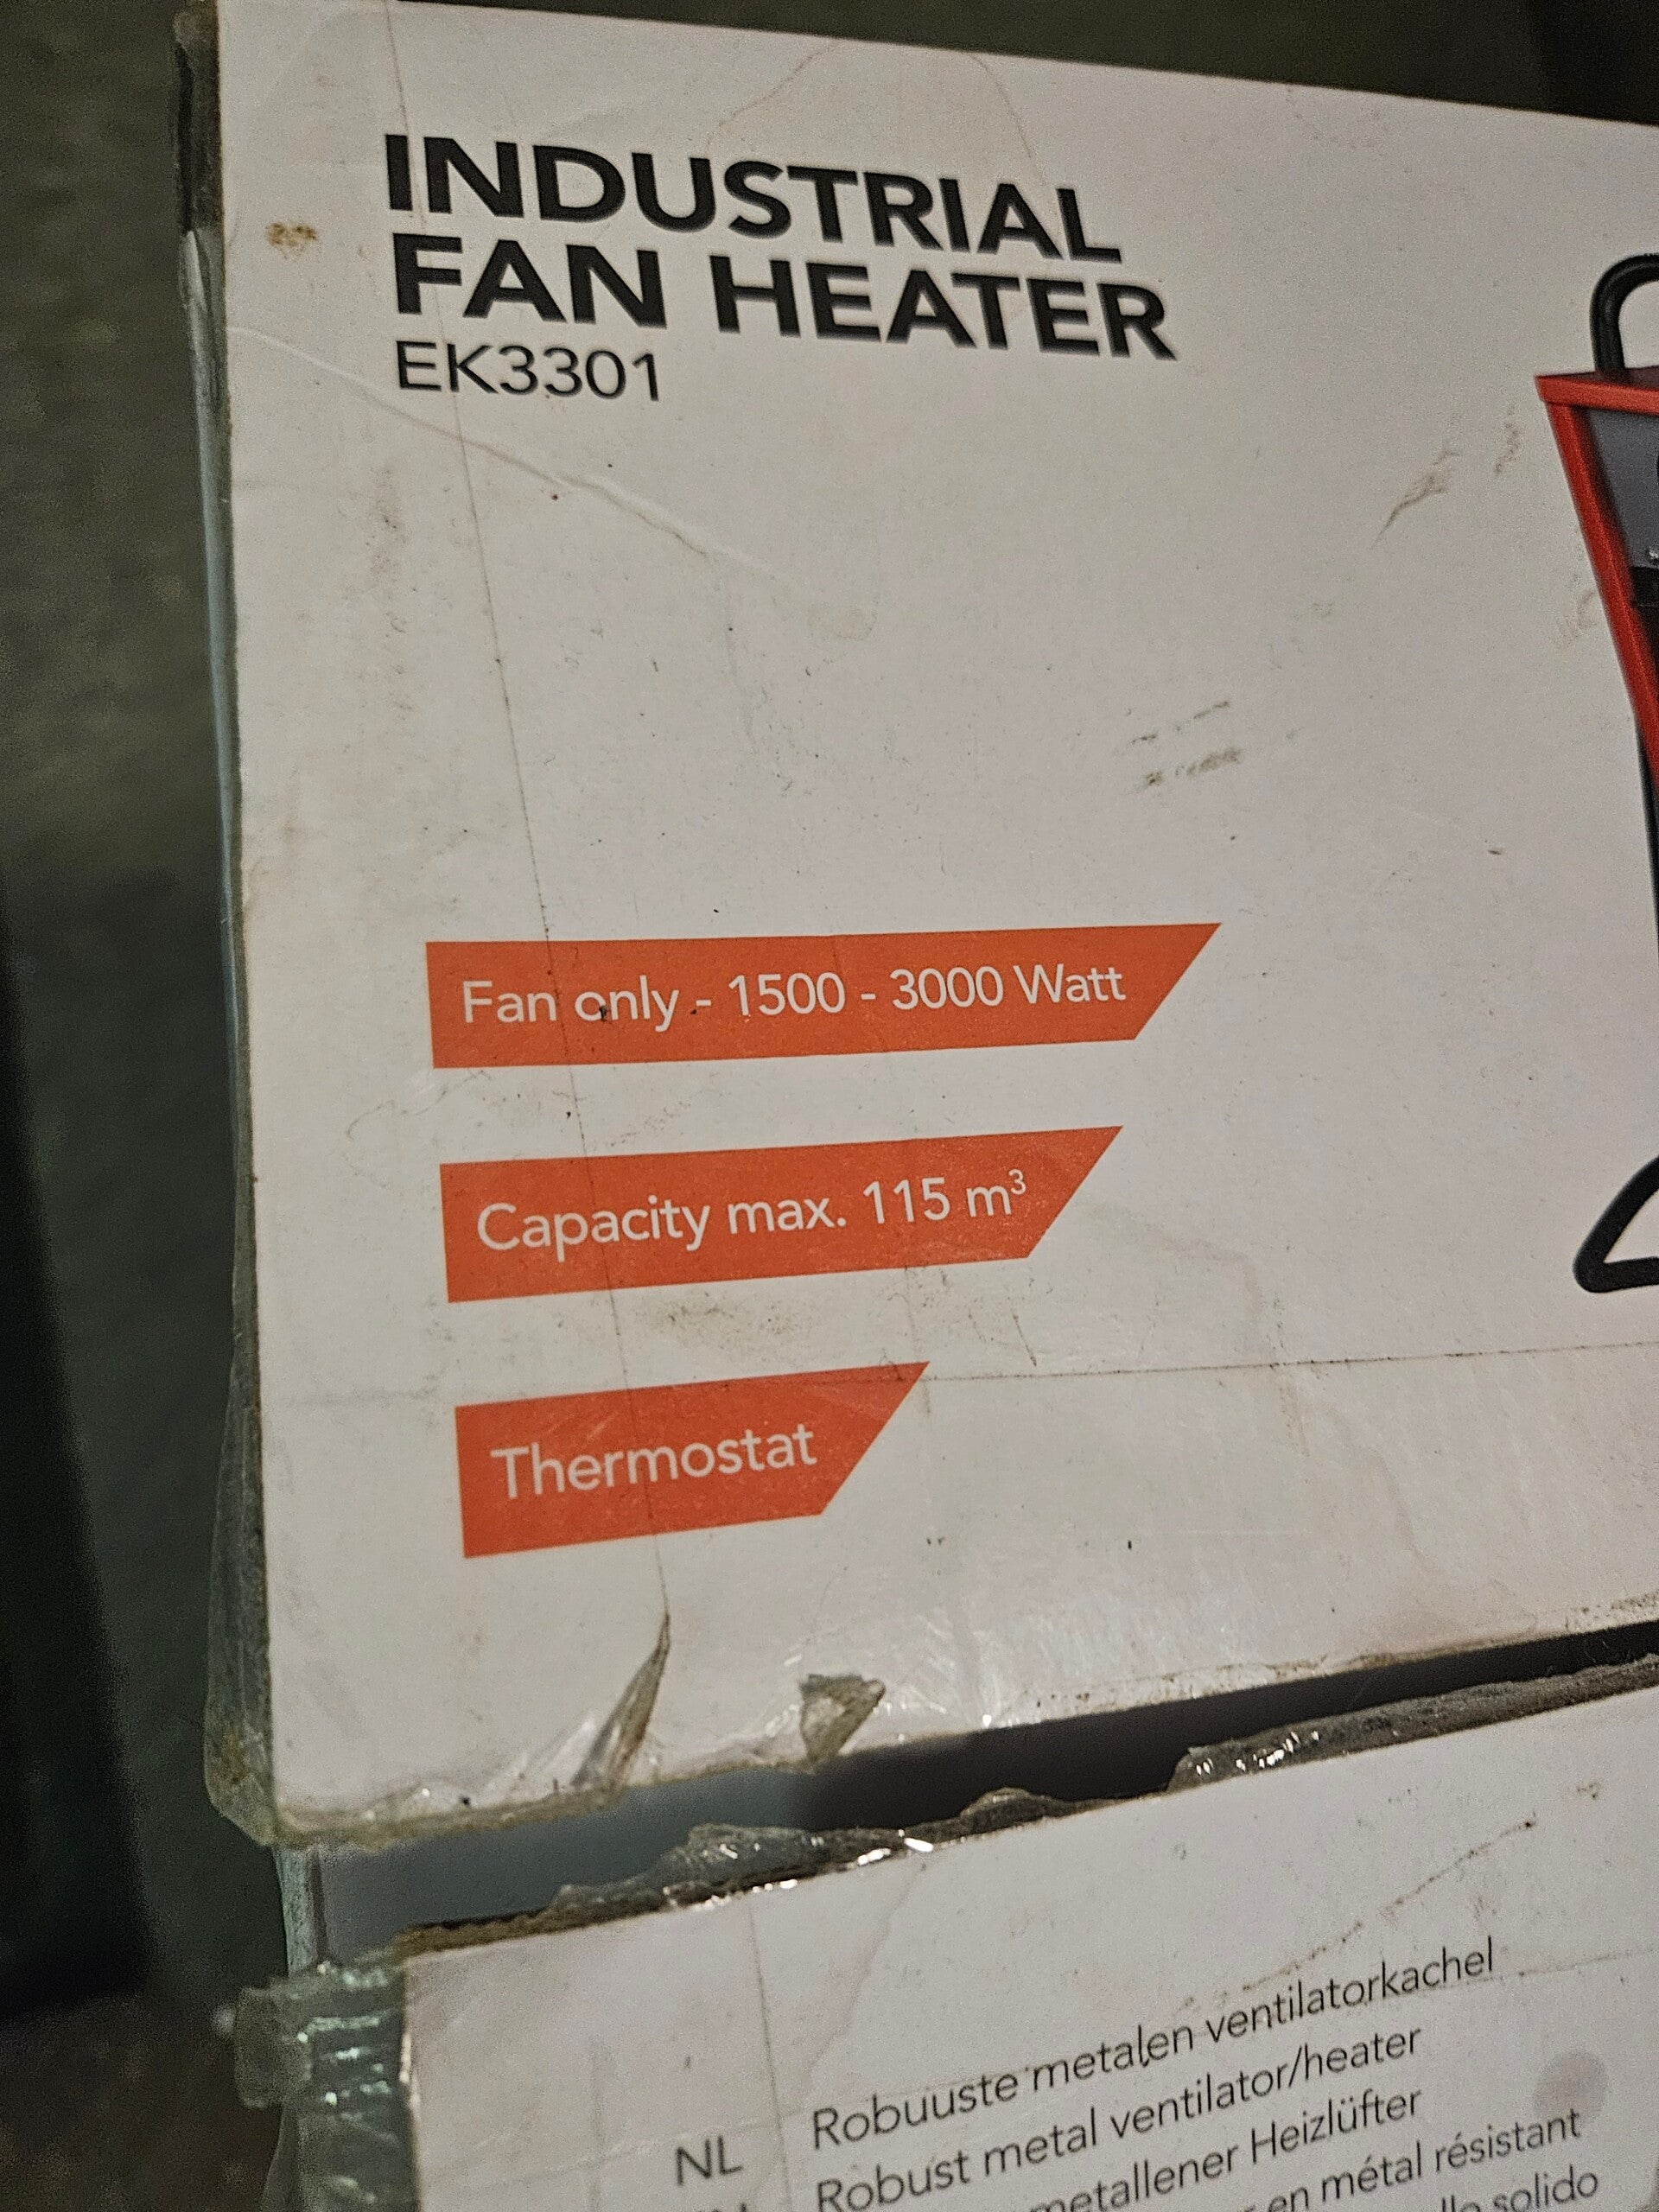 INDUSTRIAL
FAN HEATER
EK3301
Fan only - 1500 - 3000 Watt
Capacity max. 115 m³
Thermostat
NL Robuuste metalen ventilatorkachel
Robust metal ventilator/heater
metallener Heizlüfter
en métal résistant
solido